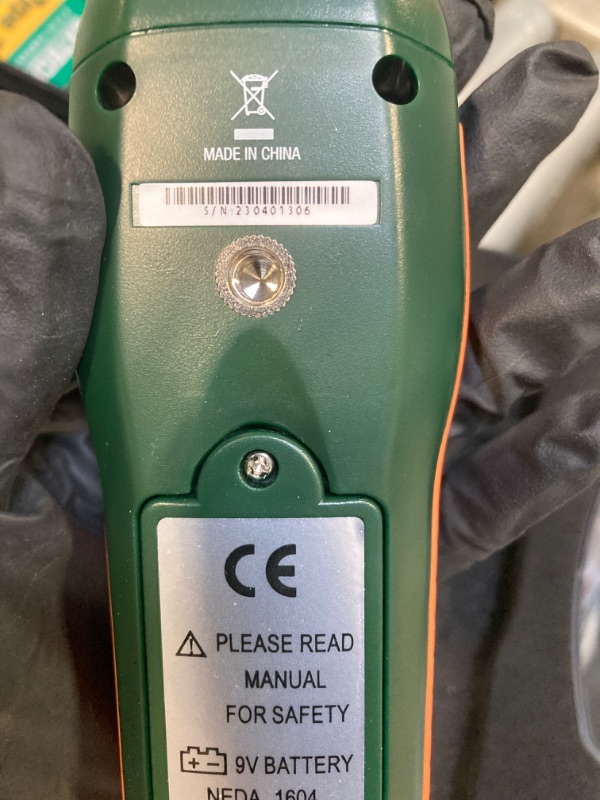 MADE IN CHINA
S/N:230401306
CE
PLEASE READ
MANUAL
FOR SAFETY
9V BATTERY
NEDA 1604